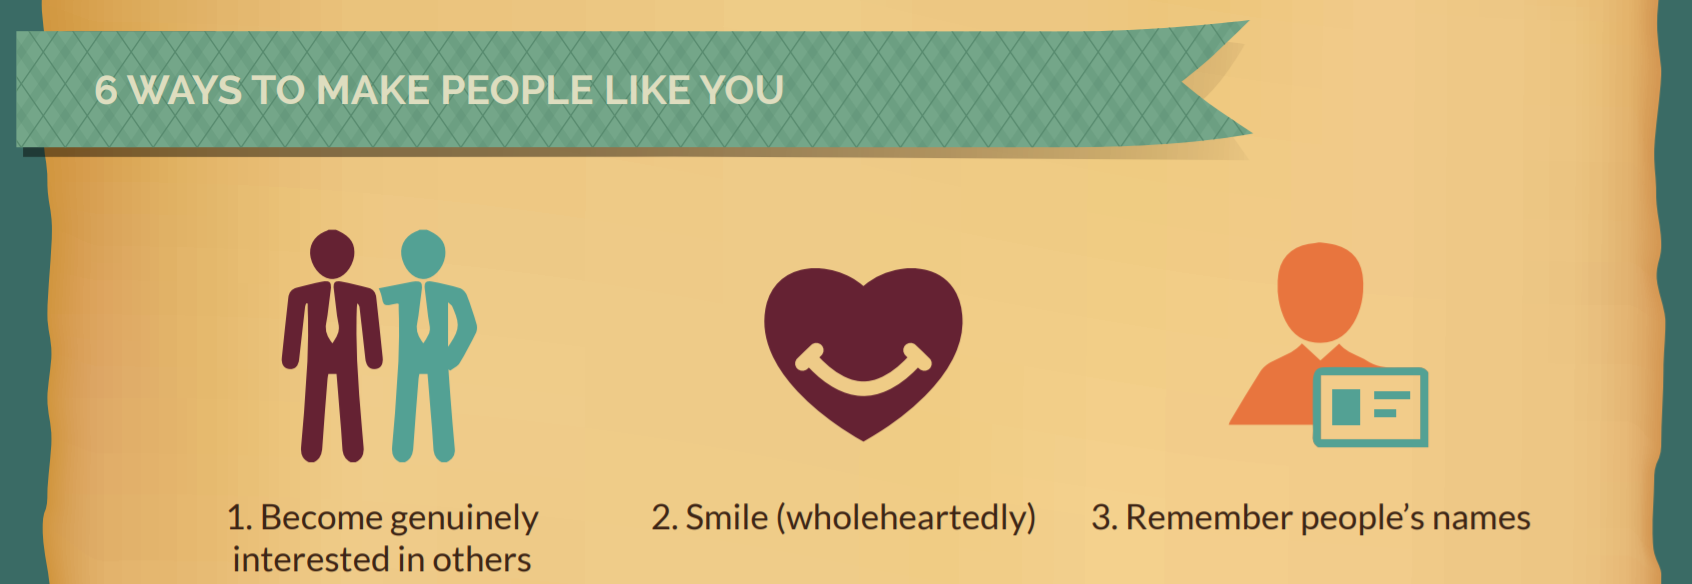 6 WAYS TO MAKE PEOPLE LIKE YOU
1. Become genuinely
interested in others
2. Smile (wholeheartedly)
3. Remember people’s names